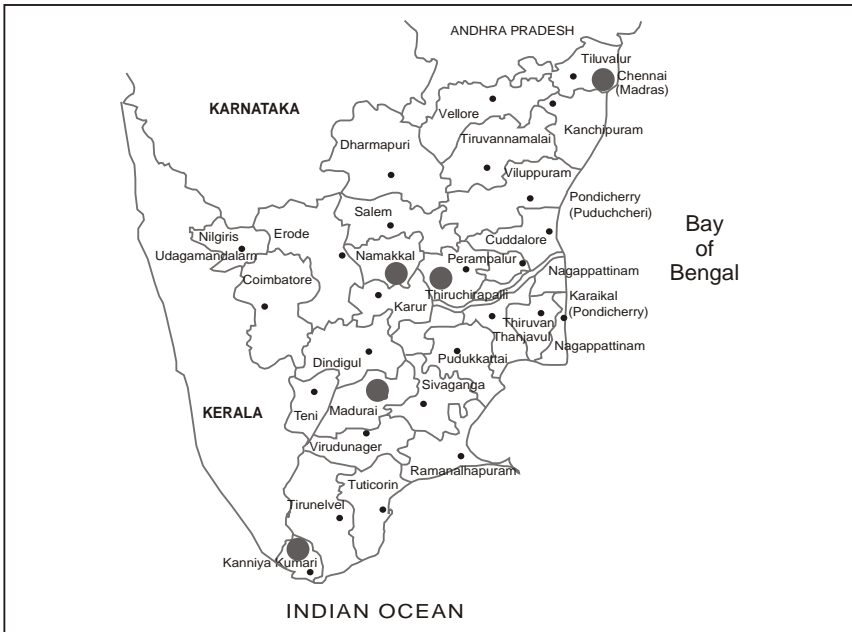 ANDHRA PRADESH
Tiluvalur
Chennai
(Madras)
KARNATAKA
Vellore
Kanchipuram
Dharmapuri
Tiruvannamalai
Viluppuram
Pondicherry
(Puduchcheri)
Salem
Bay
of
Bengal
Nilgiris
Erode
Cuddalore
Udagamandalam
Namakkal
Perampalur
Nagappattinam
Coimbatore
Thiruchirapalli
Karaikal
(Pondicherry)
Karur
Thiruvan
Thanjavul
Nagappattinam
Dindigul
Pudukkattai
Sivaganga
KERALA
Teni
Madurai
Virudunager
Ramanalhapuram
Tuticorin
Tirunelvel
Kanniya Kumari
INDIAN OCEAN